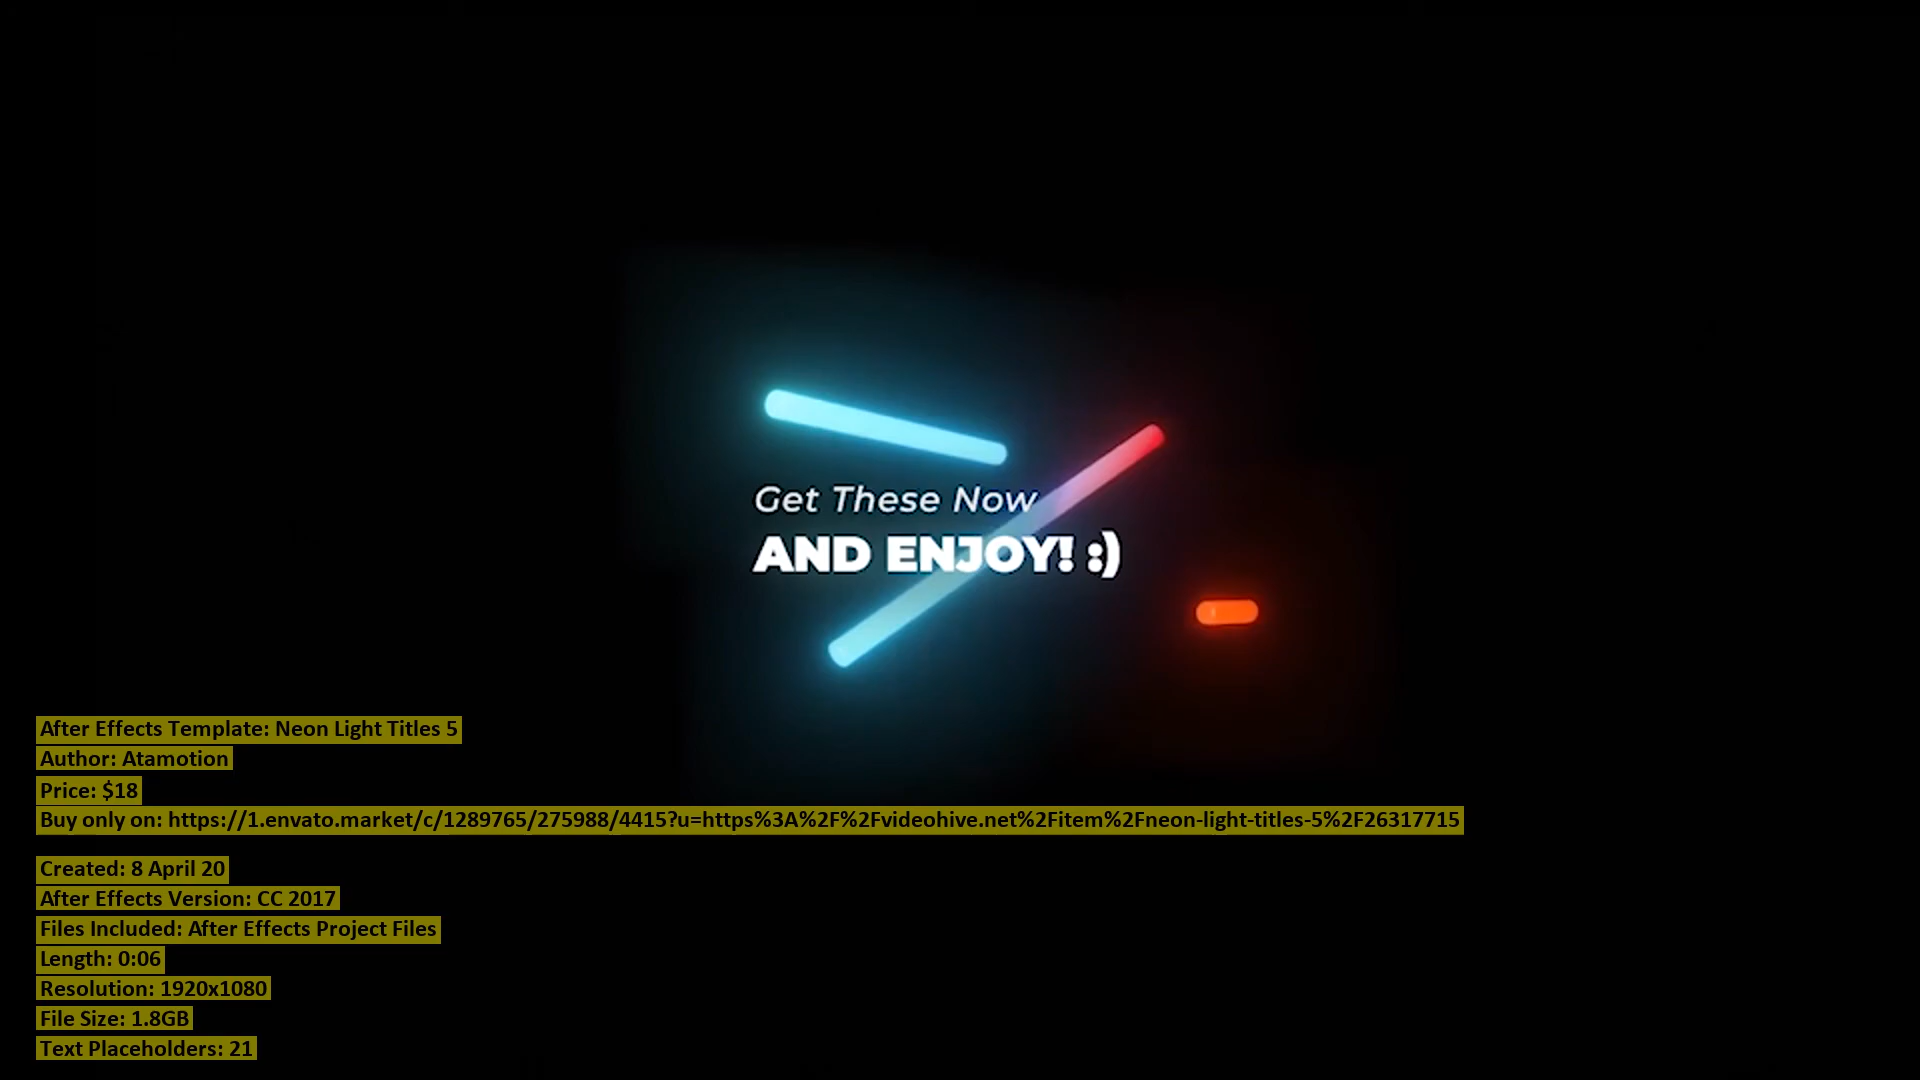 Get These Now
AND ENJOY! :)
After Effects Template: Neon Light Titles 5
Author: Atamotion
Price: $18
Buy only on: https://1.envato.market/c/1289765/275988/4415?u=https%3A%2F%2Fvideohive.net%2Fitem%2Fneon-light-titles-5%2F26317715
Created: 8 April 20
After Effects Version: CC 2017
Files Included: After Effects Project Files
Length: 0:06
Resolution: 1920x1080
File Size: 1.8GB
Text Placeholders: 21